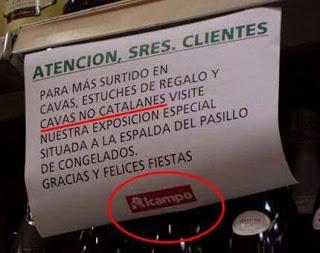 ATENCION, SRES. CLIENTES
PARA MÁS SURTIDO EN
CAVAS, ESTUCHES DE REGALO Y
CAVAS NO CATALANES VISITE
NUESTRA EXPOSICION ESPECIAL
SITUADA A LA ESPALDA DEL PASILLO
DE CONGELADOS.
GRACIAS Y FELICES FIESTAS
Alcampo